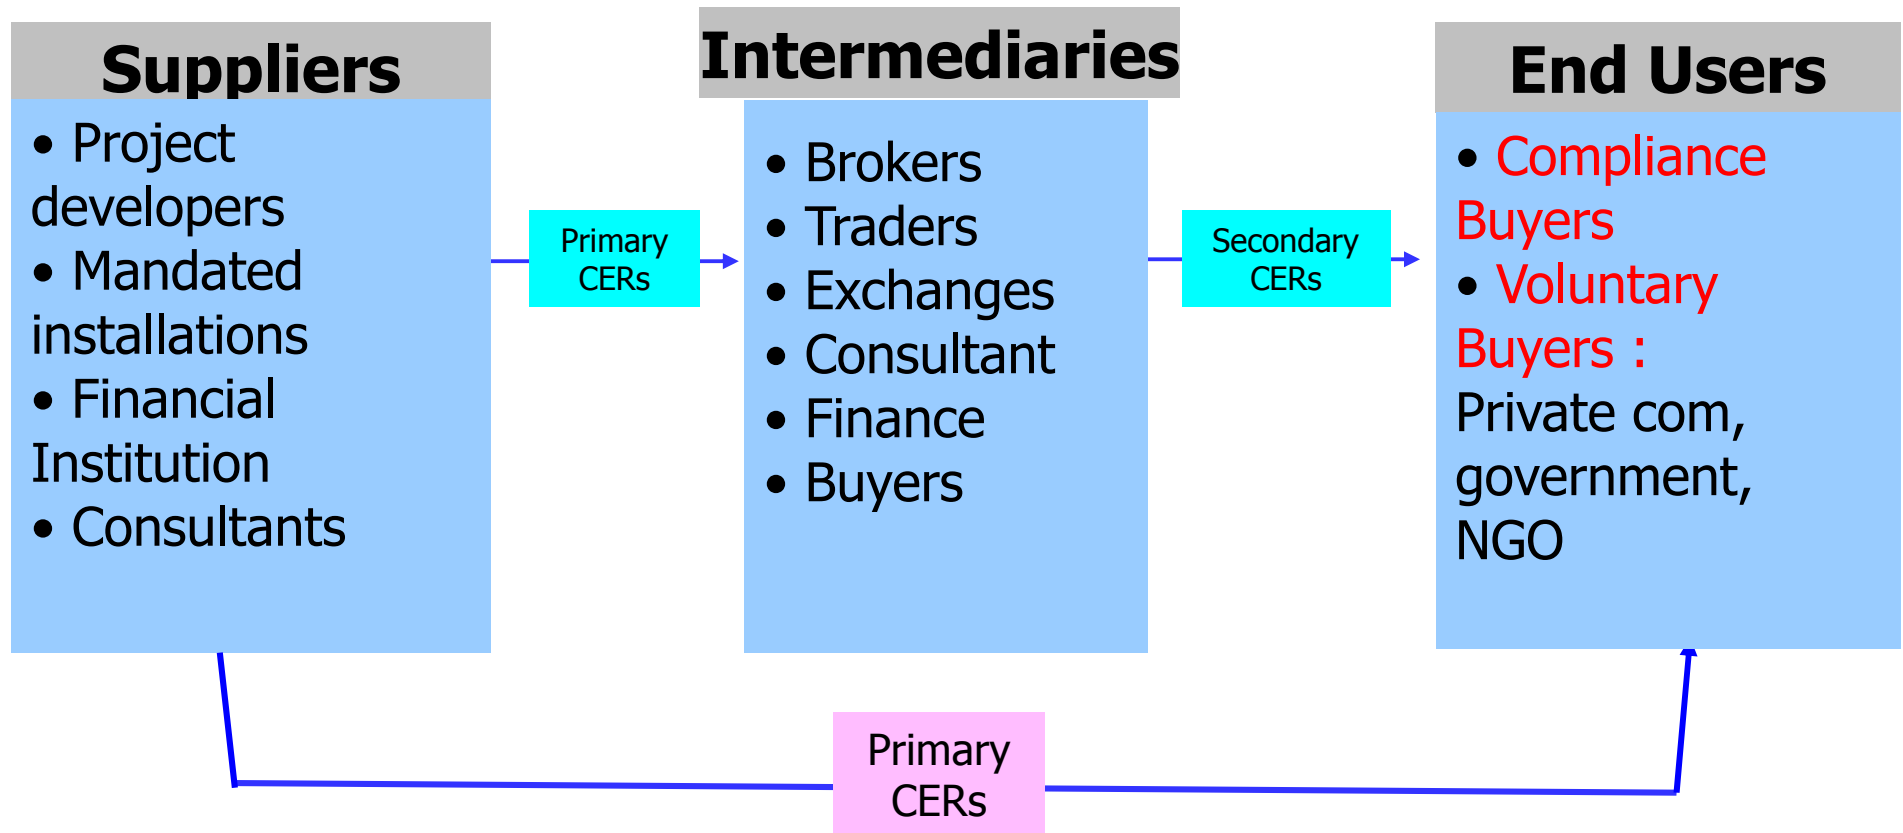 Suppliers
• Project
developers
• Mandated
installations
• Financial
Institution
• Consultants
Primary
CERs
Intermediaries
• Brokers
• Traders
• Exchanges
• Consultant
• Finance
• Buyers
Secondary
CERs
End Users
• Compliance
Buyers
• Voluntary
Buyers :
Private com,
government,
NGO
Primary
CERs